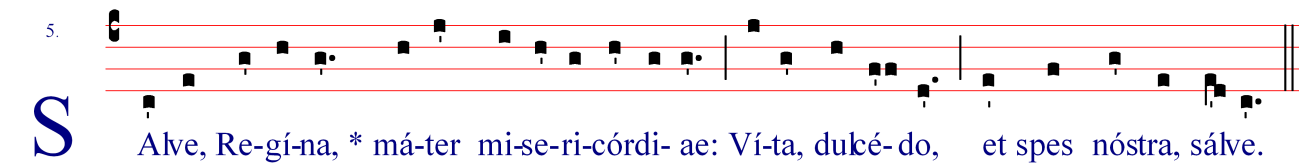 5.
SAlve, Re-gí-na, * má-ter mi-se-ri-córdi- ae: Ví-ta, dulcé-do, et spes nóstra, sálve.